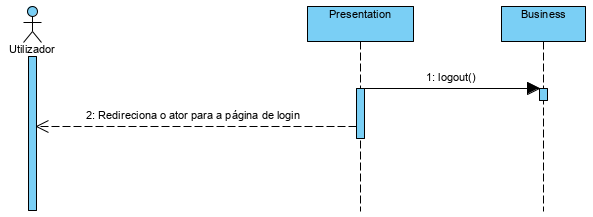 Presentation
Business
Utilizador
1: logout()
2: Redireciona o ator para a página de login